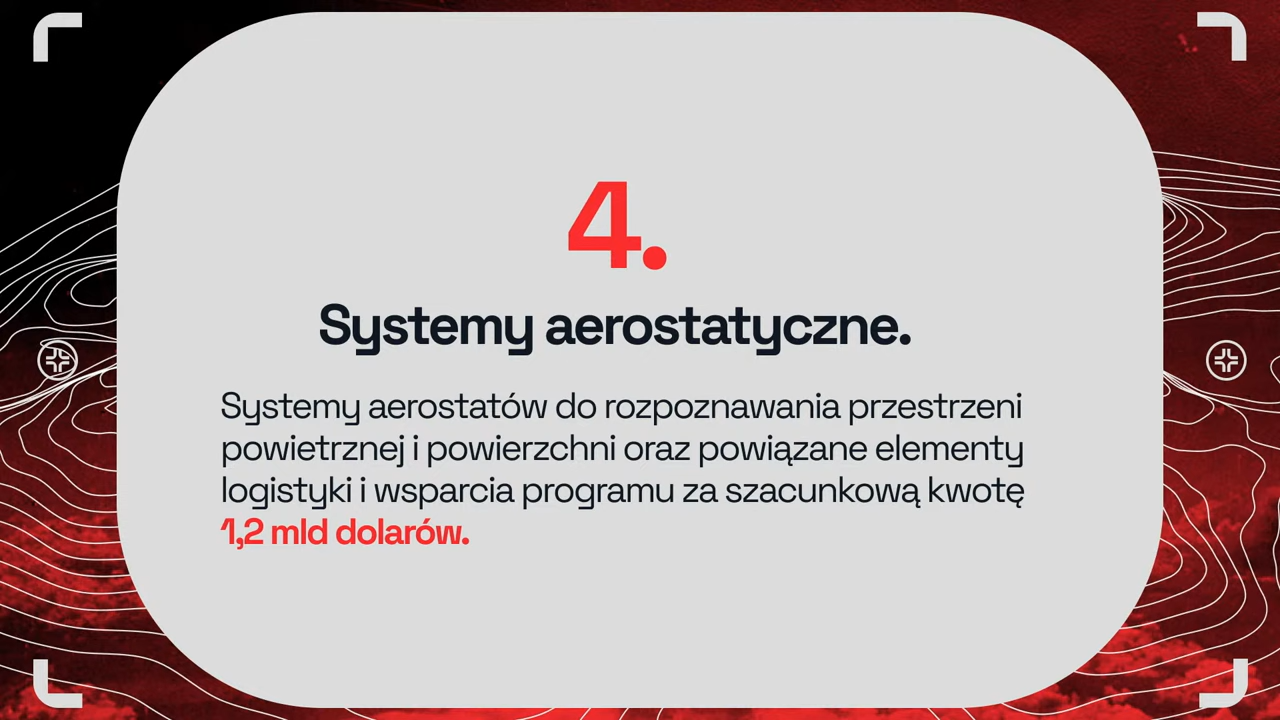 4.
Systemy aerostatyczne.
Systemy aerostatów do rozpoznawania przestrzeni
powietrznej i powierzchni oraz powiązane elementy
logistyki i wsparcia programu za szacunkową kwotę
1,2 mld dolarów.